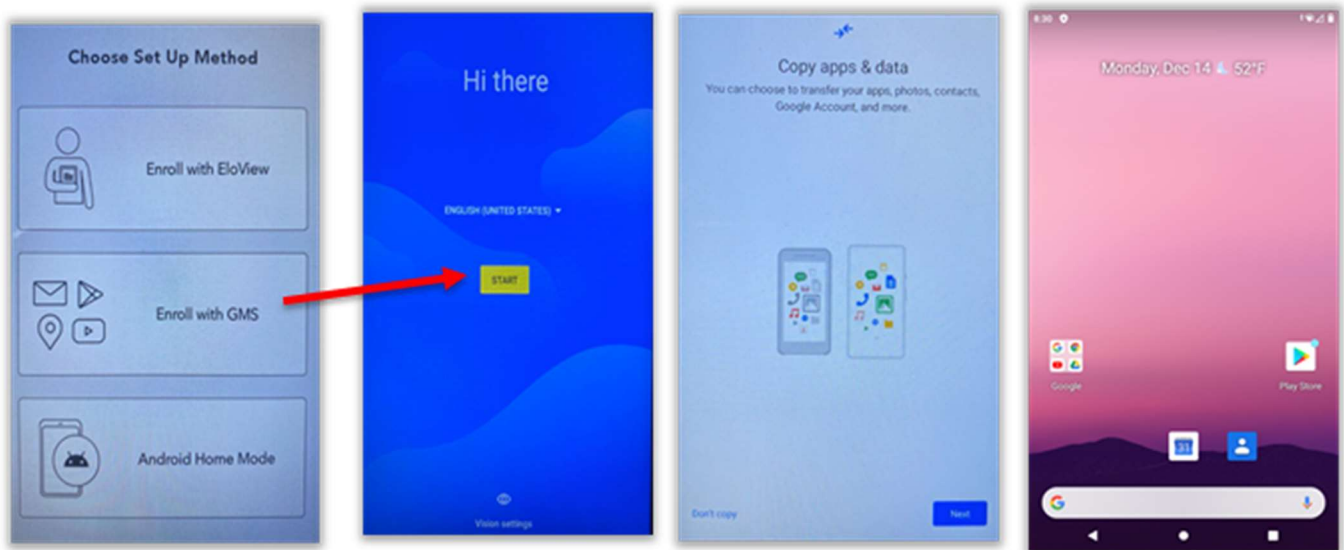 Choose Set Up Method
Enroll with EloView
Enroll with GMS
Android Home Mode
Hi there
ENGLISH (UNITED STATES)
START
Vision settings
Copy apps & data
You can choose to transfer your apps, photos, contacts,
Google Account, and more.
Don't copy
Next
8:30
Monday, Dec 14 52°F
Google
Play Store
31